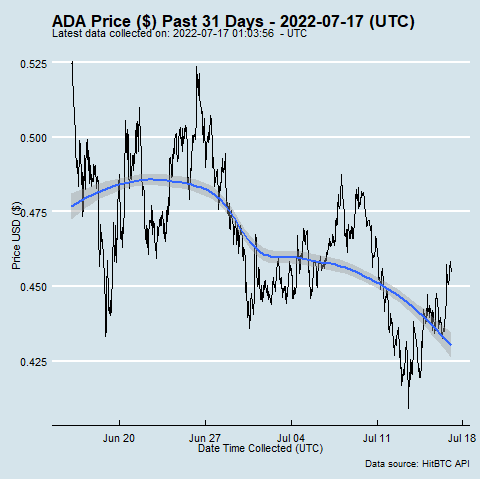 ADA Price ($) Past 31 Days - 2022-07-17 (UTC)
Latest data collected on: 2022-07-17 01:03:56 - UTC
0.525
0.500
0.475
0.450
0.425
Price USD ($)
Jun 20 Jun 27 Jul 04 Jul 11 Jul 18
Date Time Collected (UTC)
Data source: HitBTC API